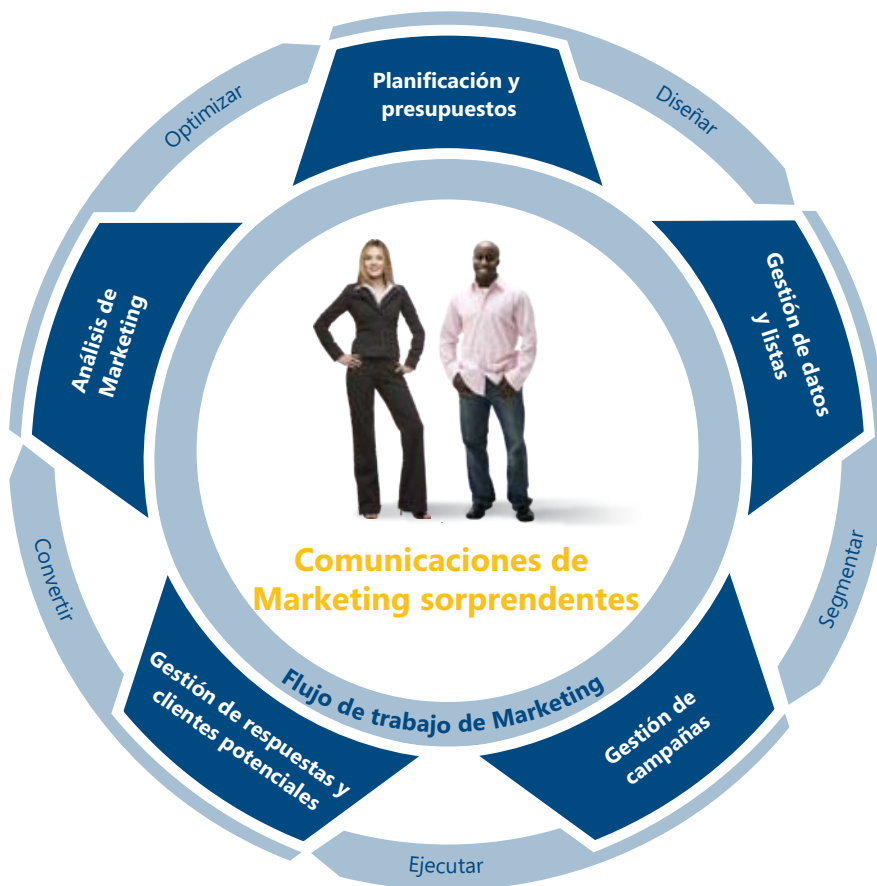 Planificación y
presupuestos
Diseñar
Gestión de datos
y listas
Segmentar
Gestión de
campañas
Ejecutar
Gestión de respuestas y
clientes potenciales
Convertir
Análisis de
Marketing
Optimizar
Comunicaciones de
Marketing sorprendentes
Flujo de trabajo de Marketing